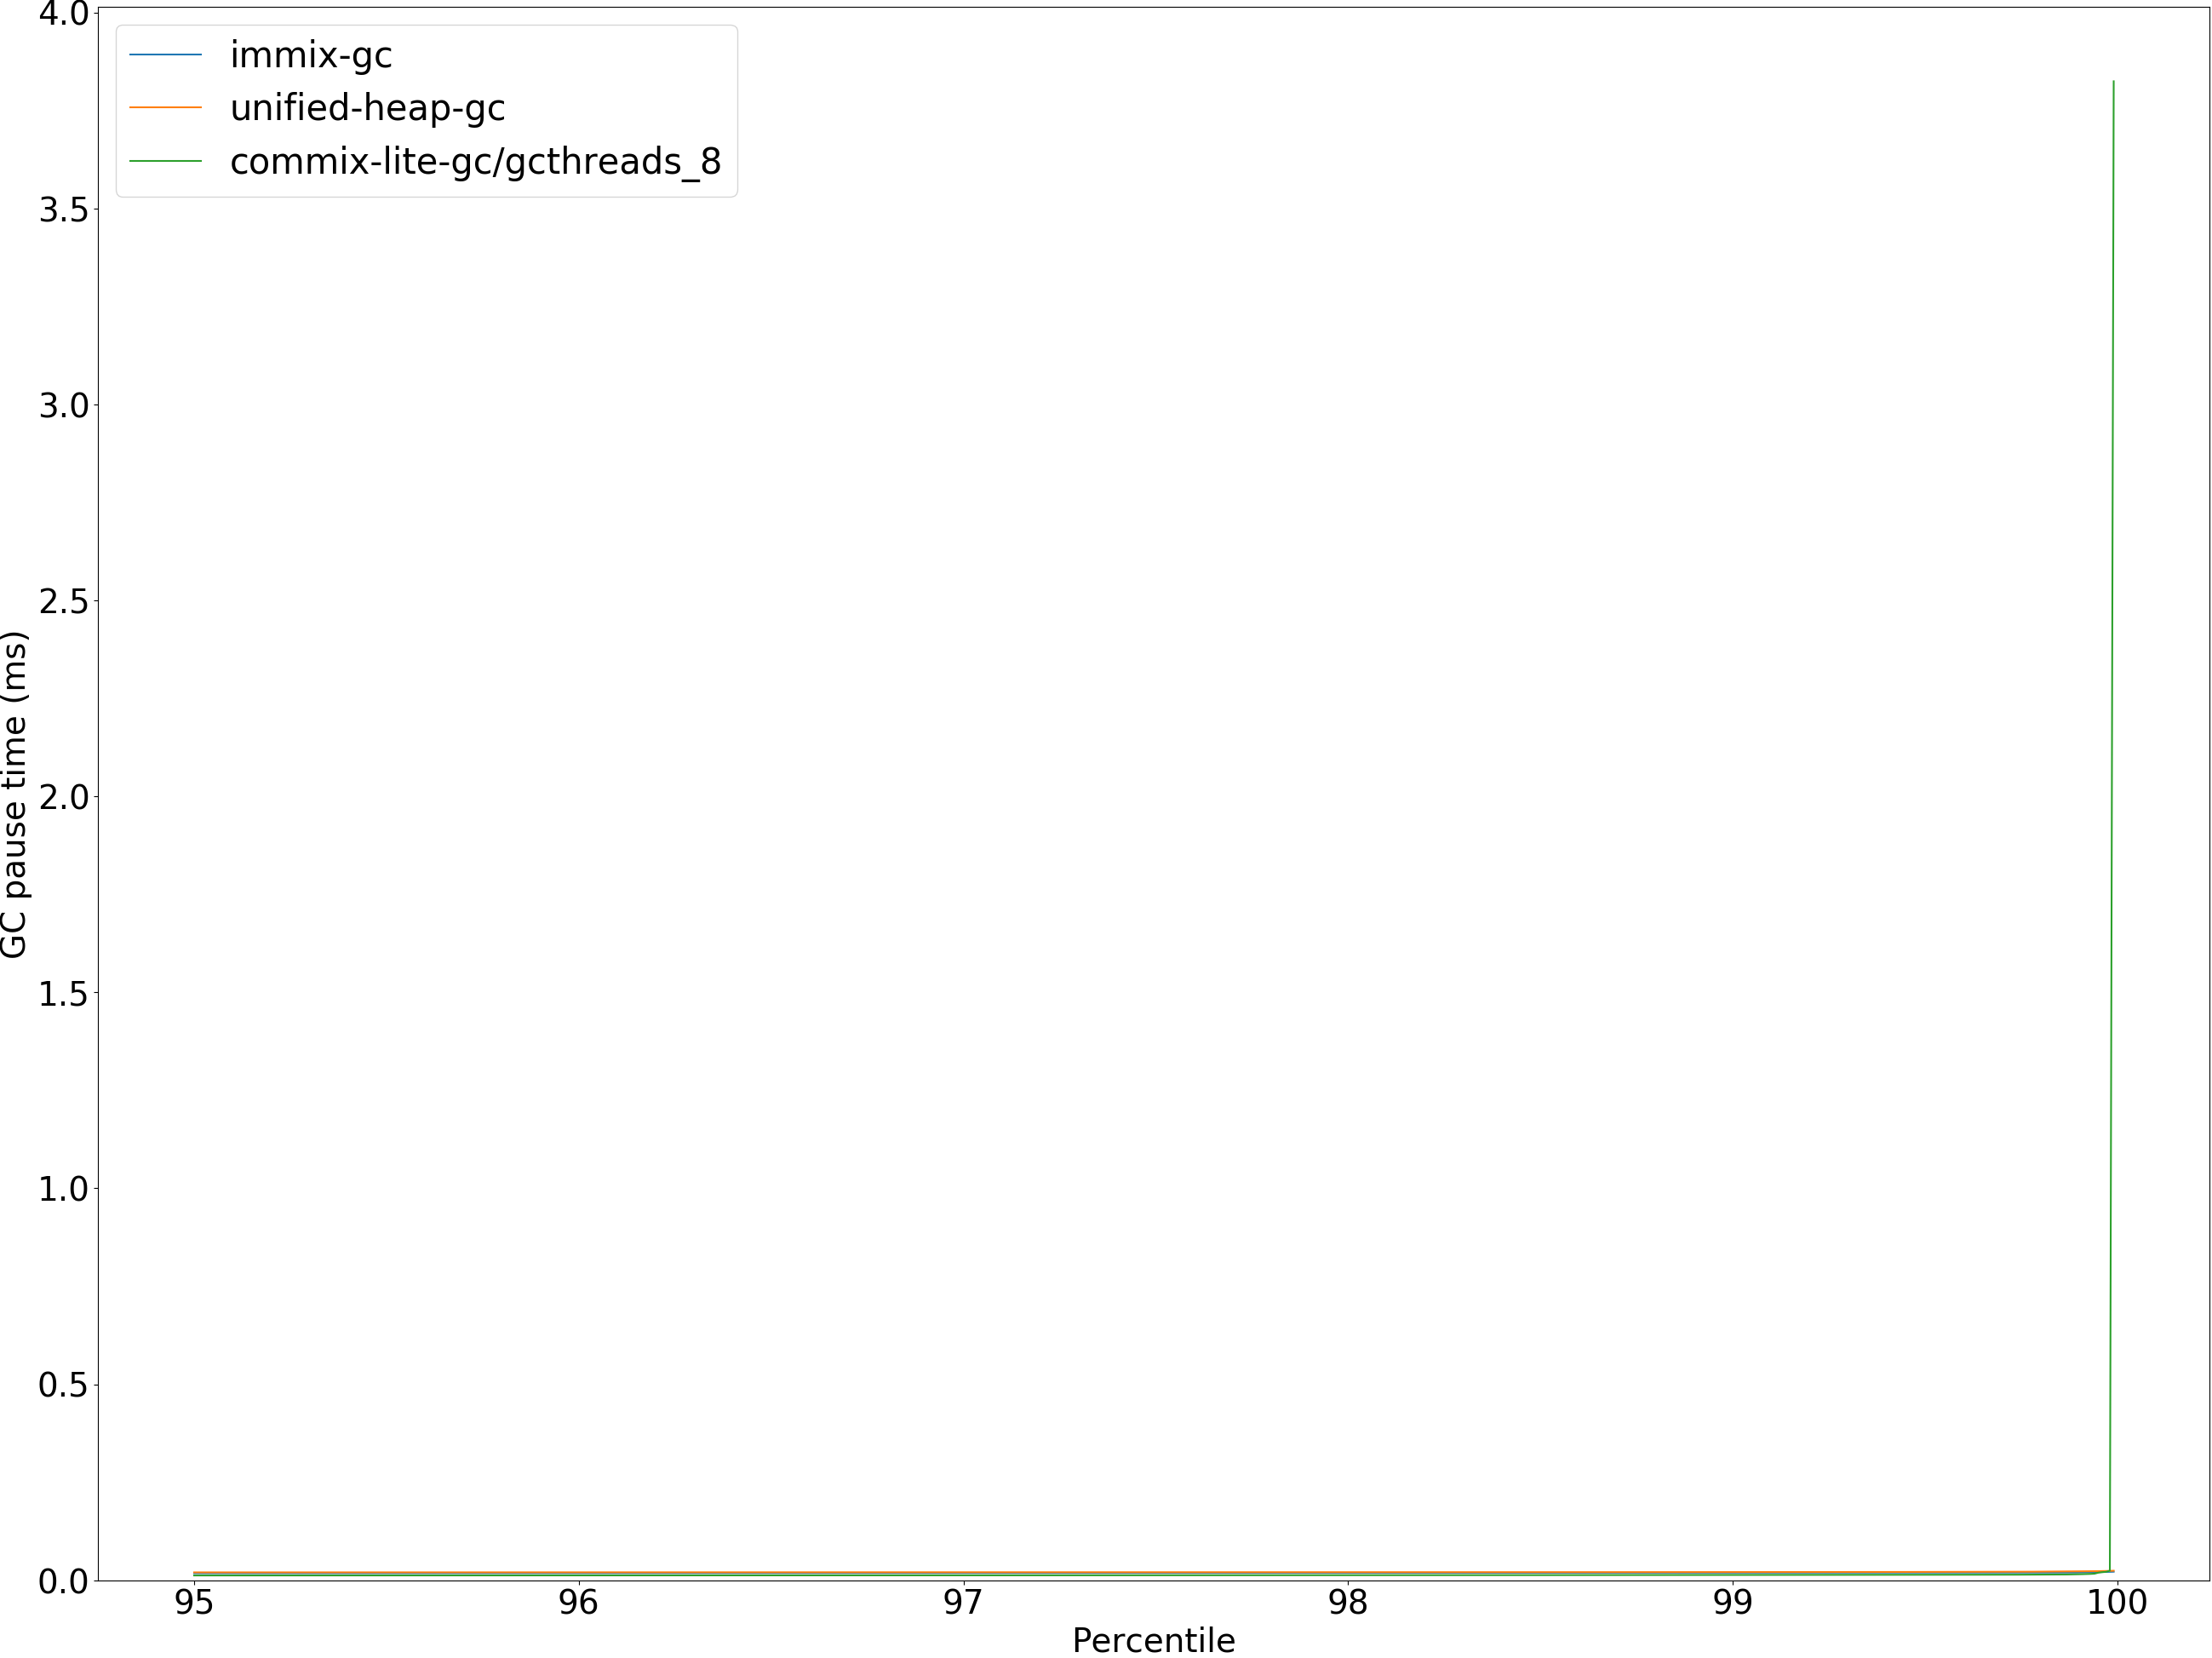 4.0
3.5
3.0
2.5
2.0
1.5
1.0
0.5
0.0
GC pause time (ms)
immix-gc
unified-heap-gc
commix-lite-gc/gcthreads_8
95 96 97 98 99 100
Percentile